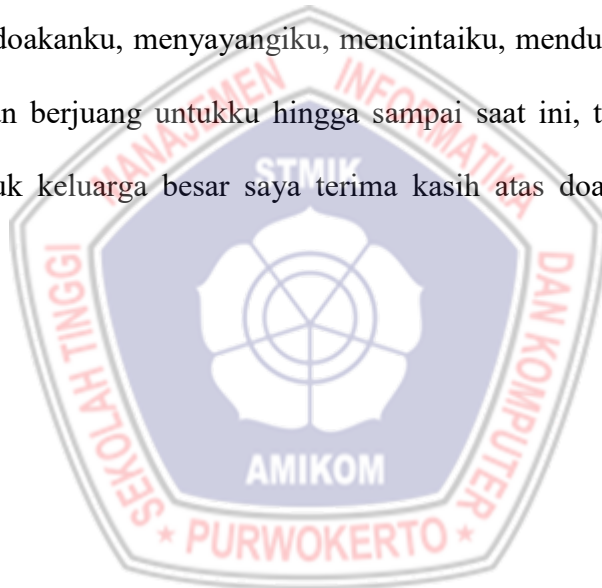 doakanku, menyayangiku, mencintaiku, mendu
berjuang untukku hingga sampai saat ini, t
keluarga besar saya terima kasih atas doa
SEKOLAH TINGGI MANAJEMEN INFORMATIKA DAN KOMPUTER
STMIK
AMIKOM
* PURWOKERTO *